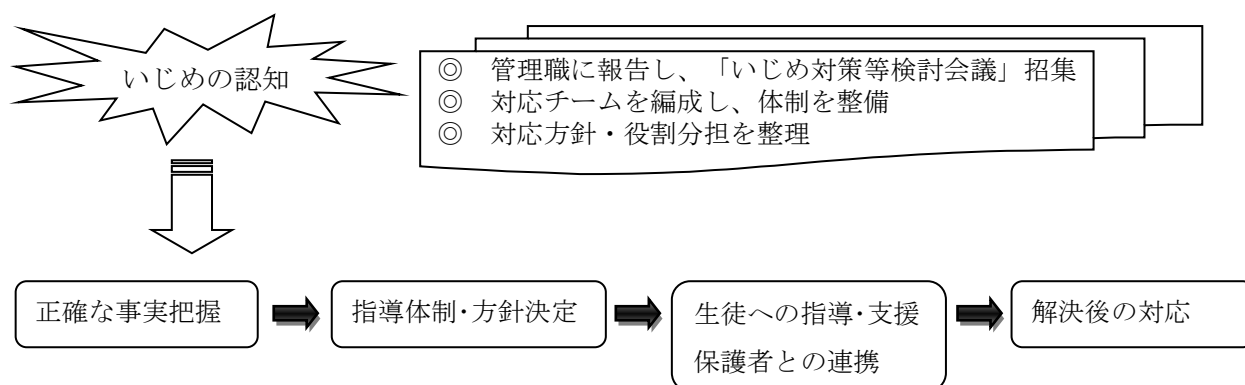 いじめの認知
◎ 管理職に報告し、「いじめ対策等検討会議」招集
◎ 対応チームを編成し、体制を整備
◎ 対応方針・役割分担を整理
正確な事実把握
指導体制・方針決定
生徒への指導・支援
保護者との連携
解決後の対応